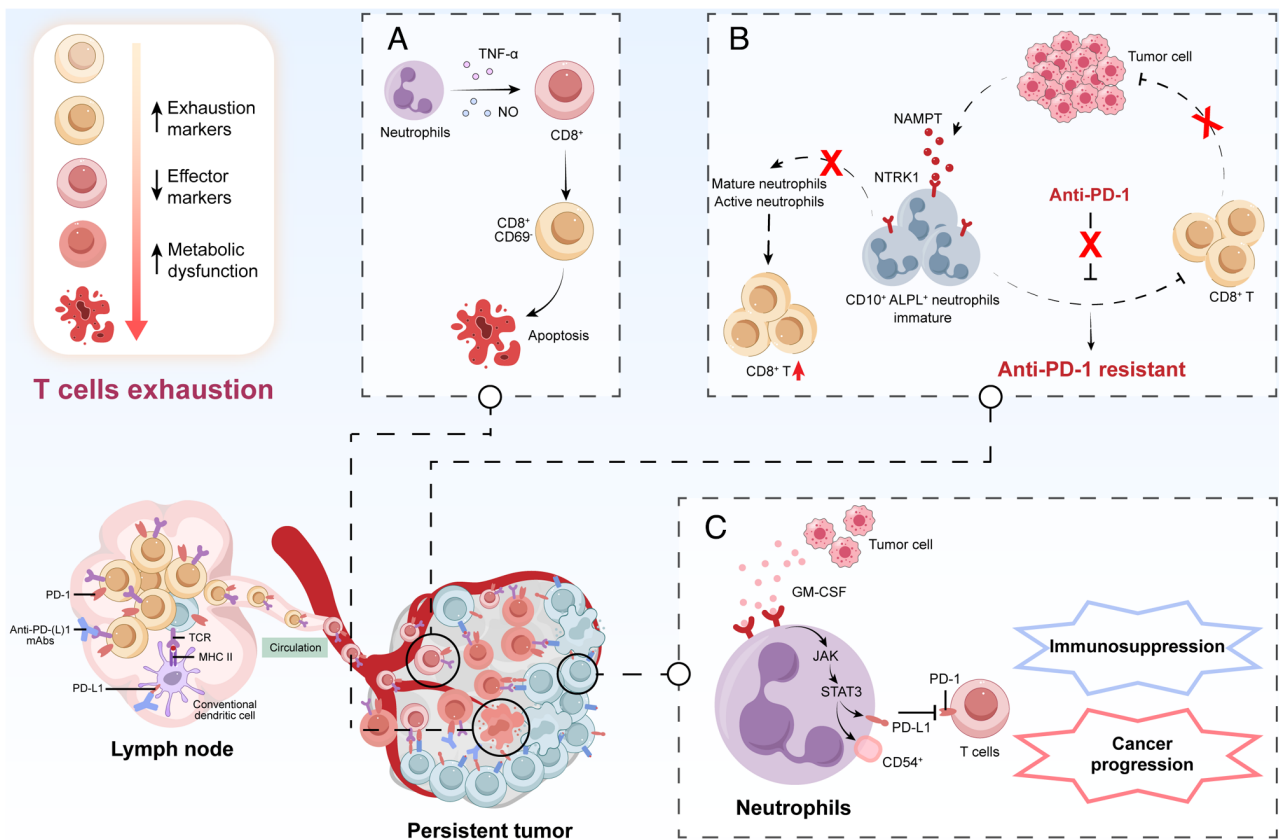 Exhaustion
markers
Effector
markers
Metabolic
dysfunction
T cells exhaustion
A
TNF-α
NO
Neutrophils
CD8⁺
CD8⁺
CD69⁻
Apoptosis
B
Tumor cell
NAMPT
NTRK1
Mature neutrophils
Active neutrophils
Anti-PD-1
X
X
X
CD10⁺ ALPL⁺ neutrophils
immature
CD8⁺ T
CD8⁺ T
Anti-PD-1 resistant
PD-1
Anti-PD-(L)1
mAbs
TCR
MHC II
PD-L1
Conventional
dendritic cell
Circulation
Lymph node
Persistent tumor
C
Tumor cell
GM-CSF
JAK
STAT3
PD-L1
CD54⁺
PD-1
T cells
Neutrophils
Immunosuppression
Cancer
progression